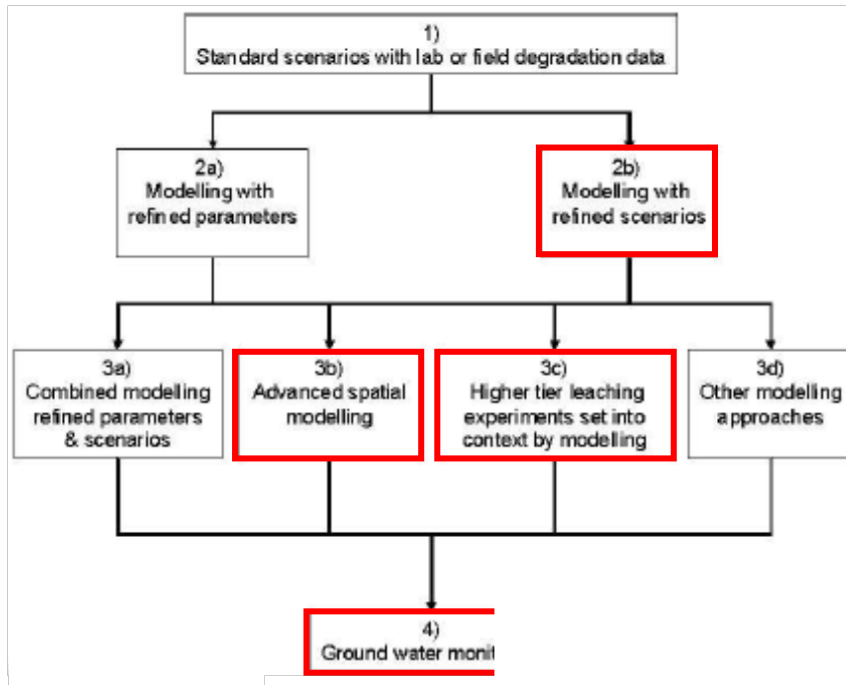 1)
Standard scenarios with lab or field degradation data
2a)
Modelling with
refined parameters
2b)
Modelling with
refined scenarios
3a)
Combined modelling
refined parameters
& scenarios
3b)
Advanced spatial
modelling
3c)
Higher tier leaching
experiments set into
context by modelling
3d)
Other modelling
approaches
4)
Ground water monit